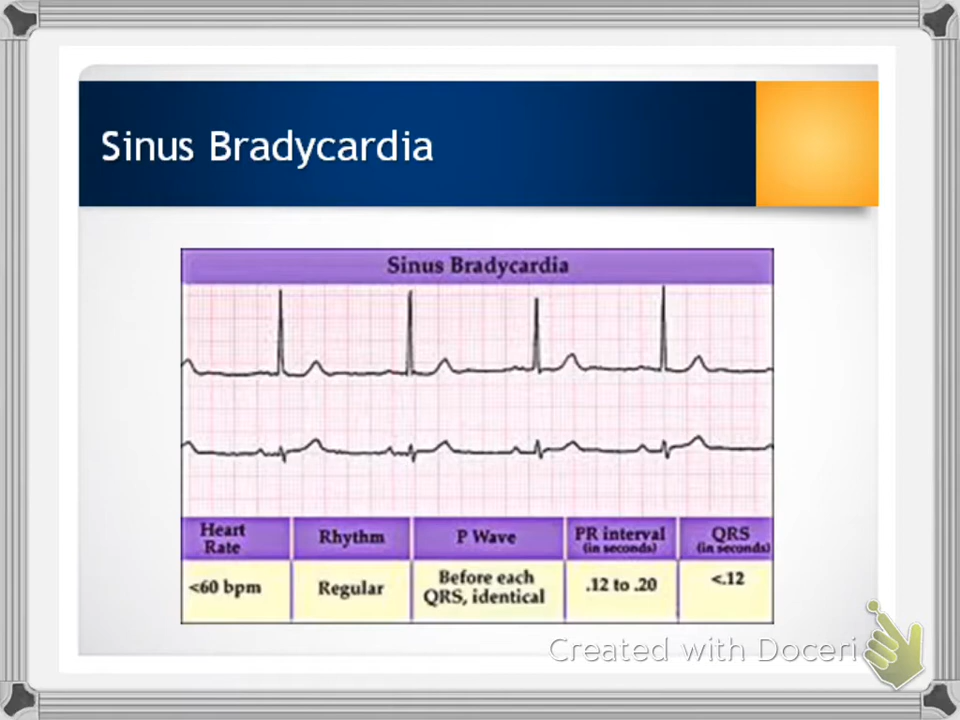 Sinus Bradycardia
Sinus Bradycardia
Heart Rate
Rhythm
P Wave
PR interval
(in seconds)
QRS
(in seconds)
<60 bpm
Regular
Before each
QRS, identical
.12 to .20
<.12
Created with Doceri